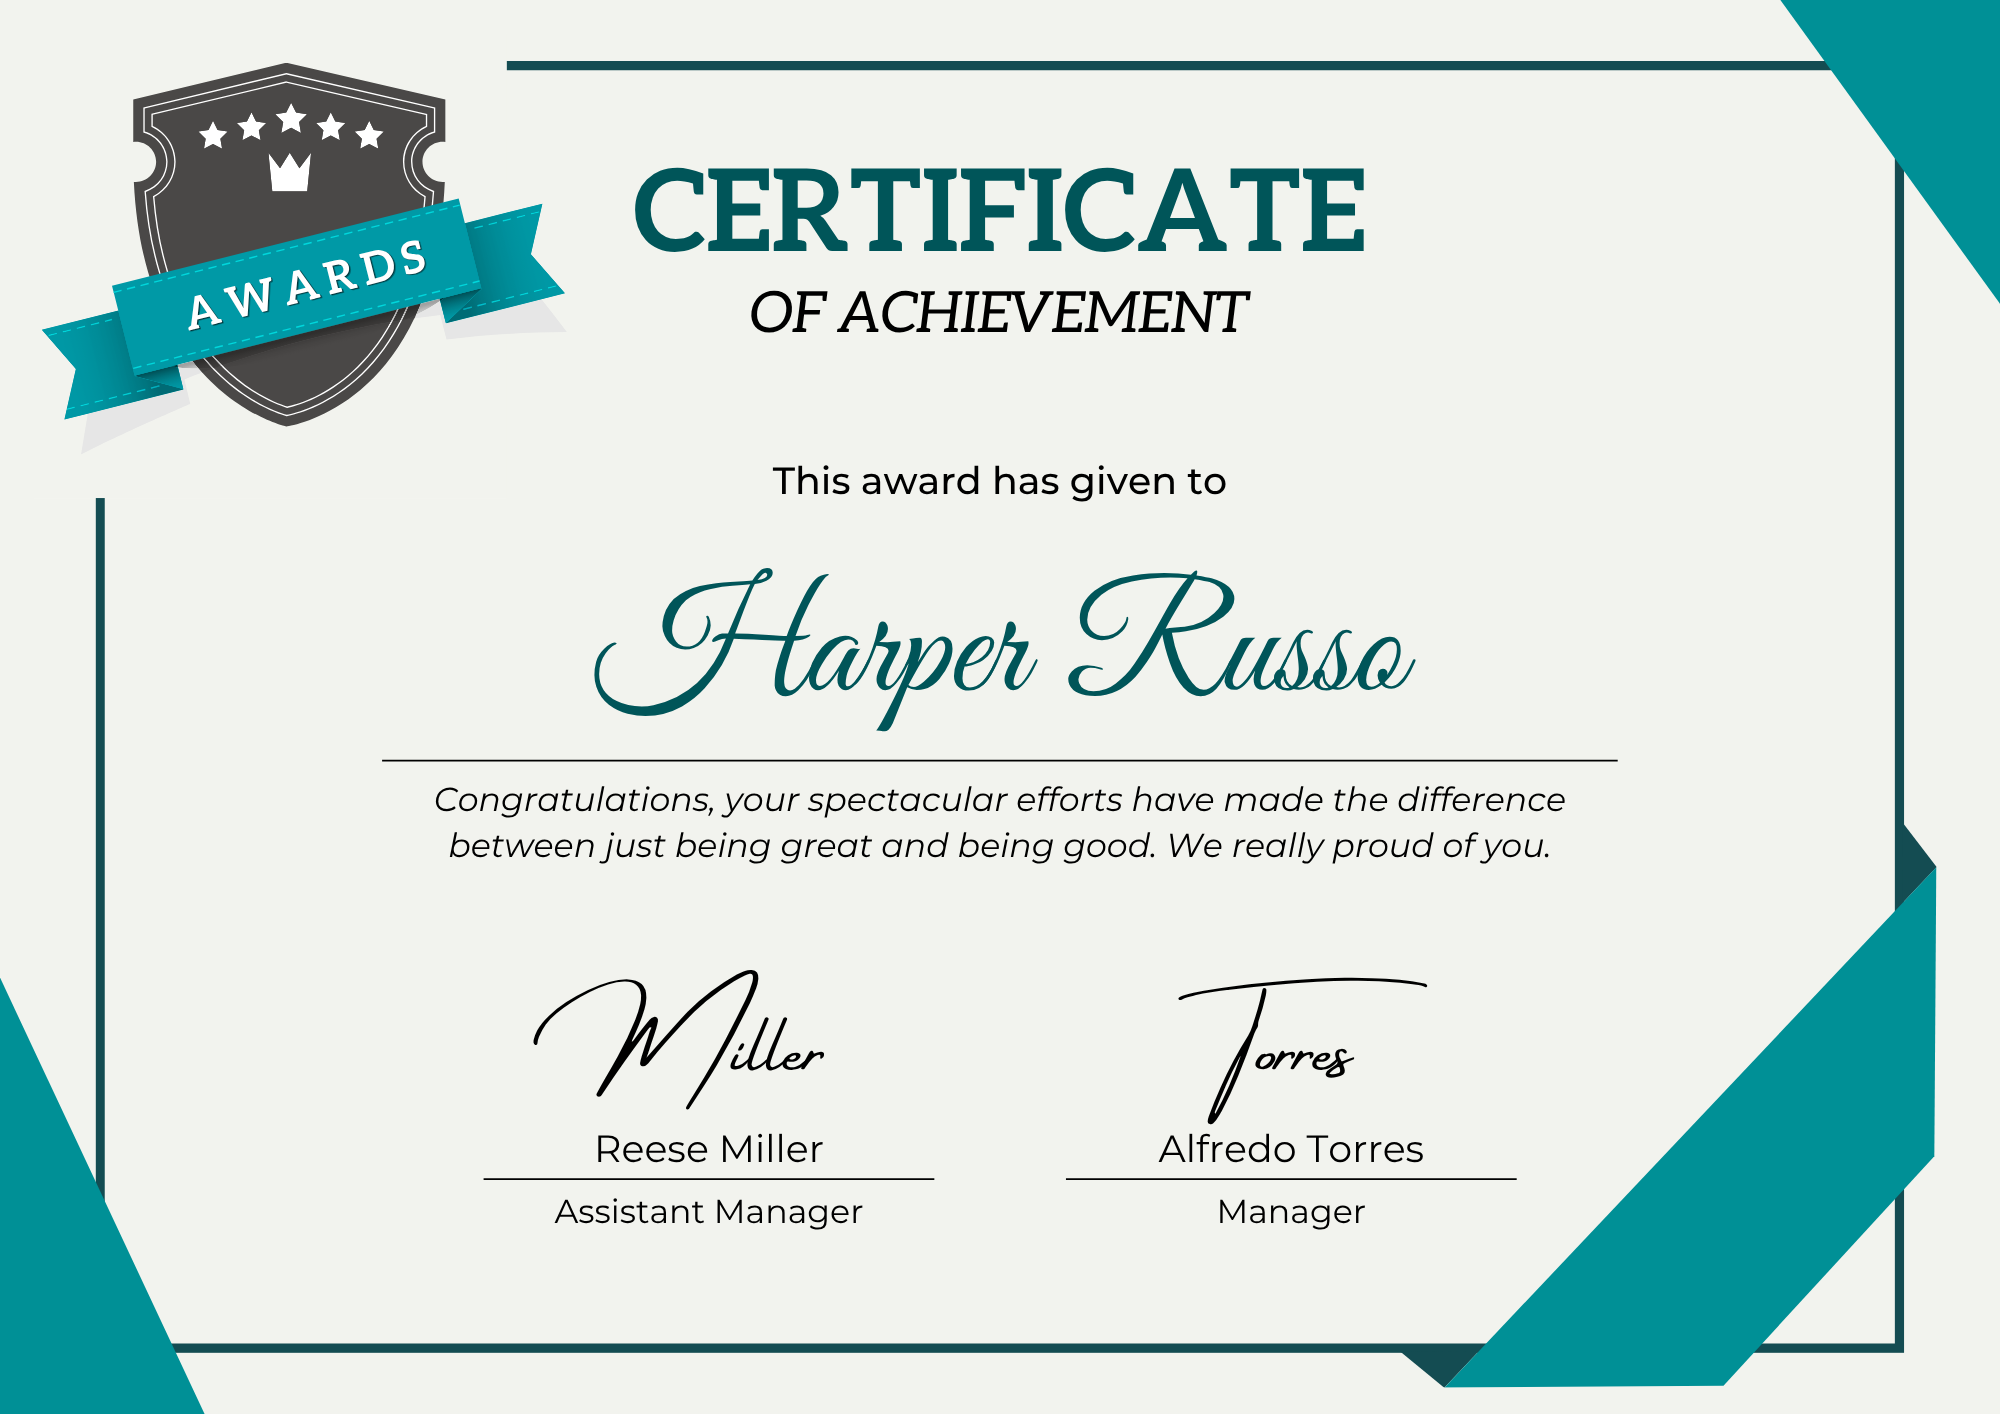 AWARDS
CERTIFICATE
OF ACHIEVEMENT
This award has given to
Harper Russo
Congratulations, your spectacular efforts have made the difference
between just being great and being good. We really proud of you.
Miller
Torres
Reese Miller
Alfredo Torres
Assistant Manager
Manager